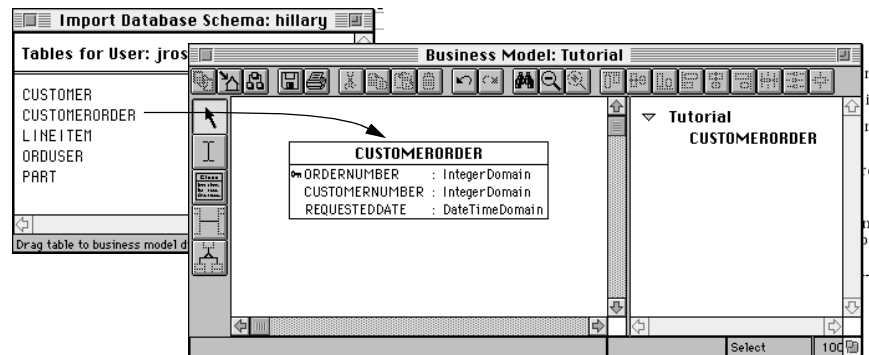 Import Database Schema: hillary
Tables for User: jros
CUSTOMER
CUSTOMERORDER
LINEITEM
ORDUSER
PART
Drag table to business model d
Business Model: Tutorial
CUSTOMERORDER
ORDERNUMBER : IntegerDomain
CUSTOMERNUMBER : IntegerDomain
REQUESTEDDATE : DateTimeDomain
Tutorial
CUSTOMERORDER
Select 100